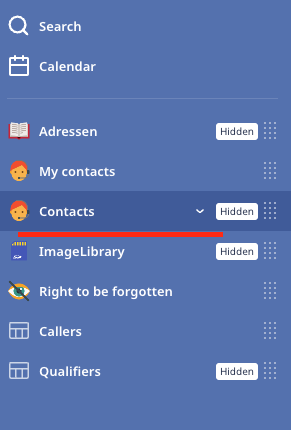 Search
Calendar
Adressen Hidden
My contacts
Contacts Hidden
ImageLibrary Hidden
Right to be forgotten
Callers
Qualifiers Hidden